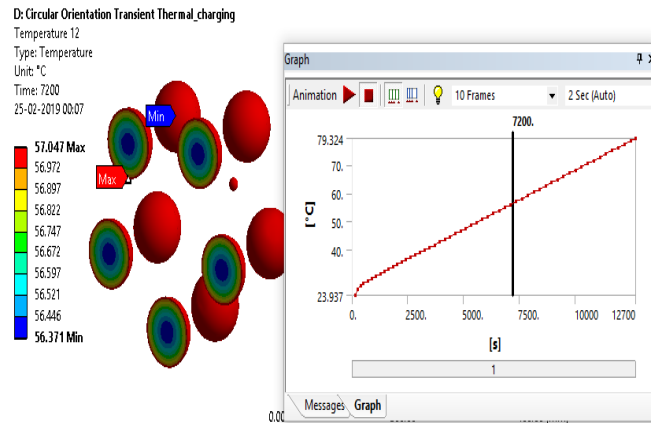 D: Circular Orientation Transient Thermal_charging
Temperature 12
Type: Temperature
Unit: °C
Time: 7200
25-02-2019 00:07
57.047 Max
56.972
56.897
56.822
56.747
56.672
56.597
56.521
56.446
56.371 Min
Min
Max
Graph
Animation
10 Frames
2 Sec (Auto)
7200.
79.324
70.
60.
50.
40.
23.937
[°C]
0.
2500.
5000.
7500.
10000
12700
[s]
1
Messages
Graph
0.00